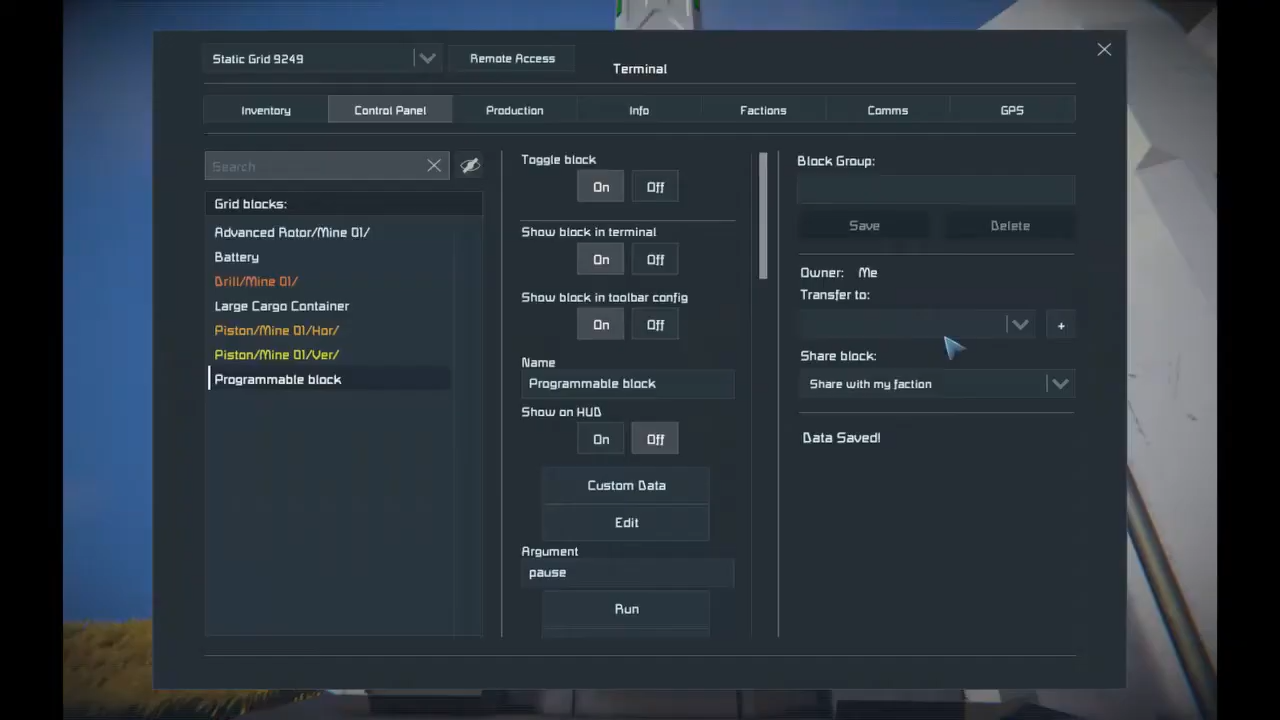 Static Grid 9249
Remote Access
Terminal
Inventory
Control Panel
Production
Info
Factions
Comms
GPS
Search
Grid blocks:
Advanced Rotor/Mine 01/
Battery
Drill/Mine 01/
Large Cargo Container
Piston/Mine 01/Hor/
Piston/Mine 01/Ver/
Programmable block
Toggle block
On Off
Show block in terminal
On Off
Show block in toolbar config
On Off
Name
Programmable block
Show on HUD
On Off
Custom Data
Edit
Argument
pause
Run
Block Group:
Save Delete
Owner: Me
Transfer to:
+
Share block:
Share with my faction
Data Saved!